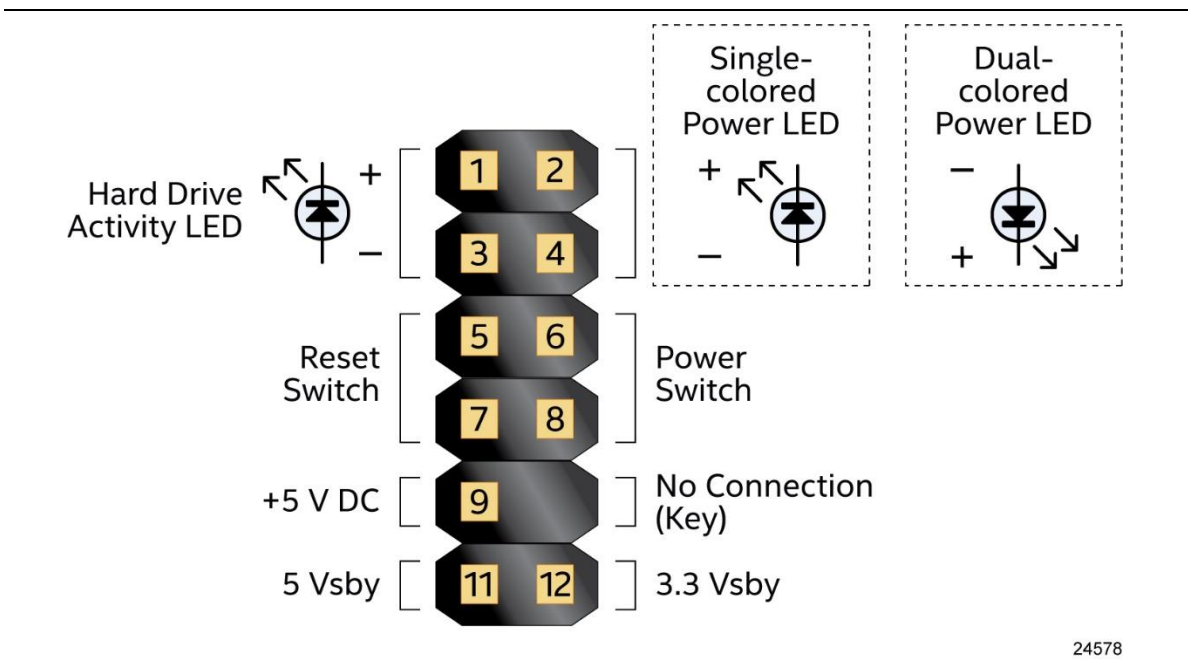 Single-
colored
Power LED
Dual-
colored
Power LED
Hard Drive
Activity LED
+
−
1 2
3 4
+
−
−
+
Reset
Switch
5 6
7 8
Power
Switch
+5 V DC
9
No Connection
(Key)
5 Vsby
11 12
3.3 Vsby
24578